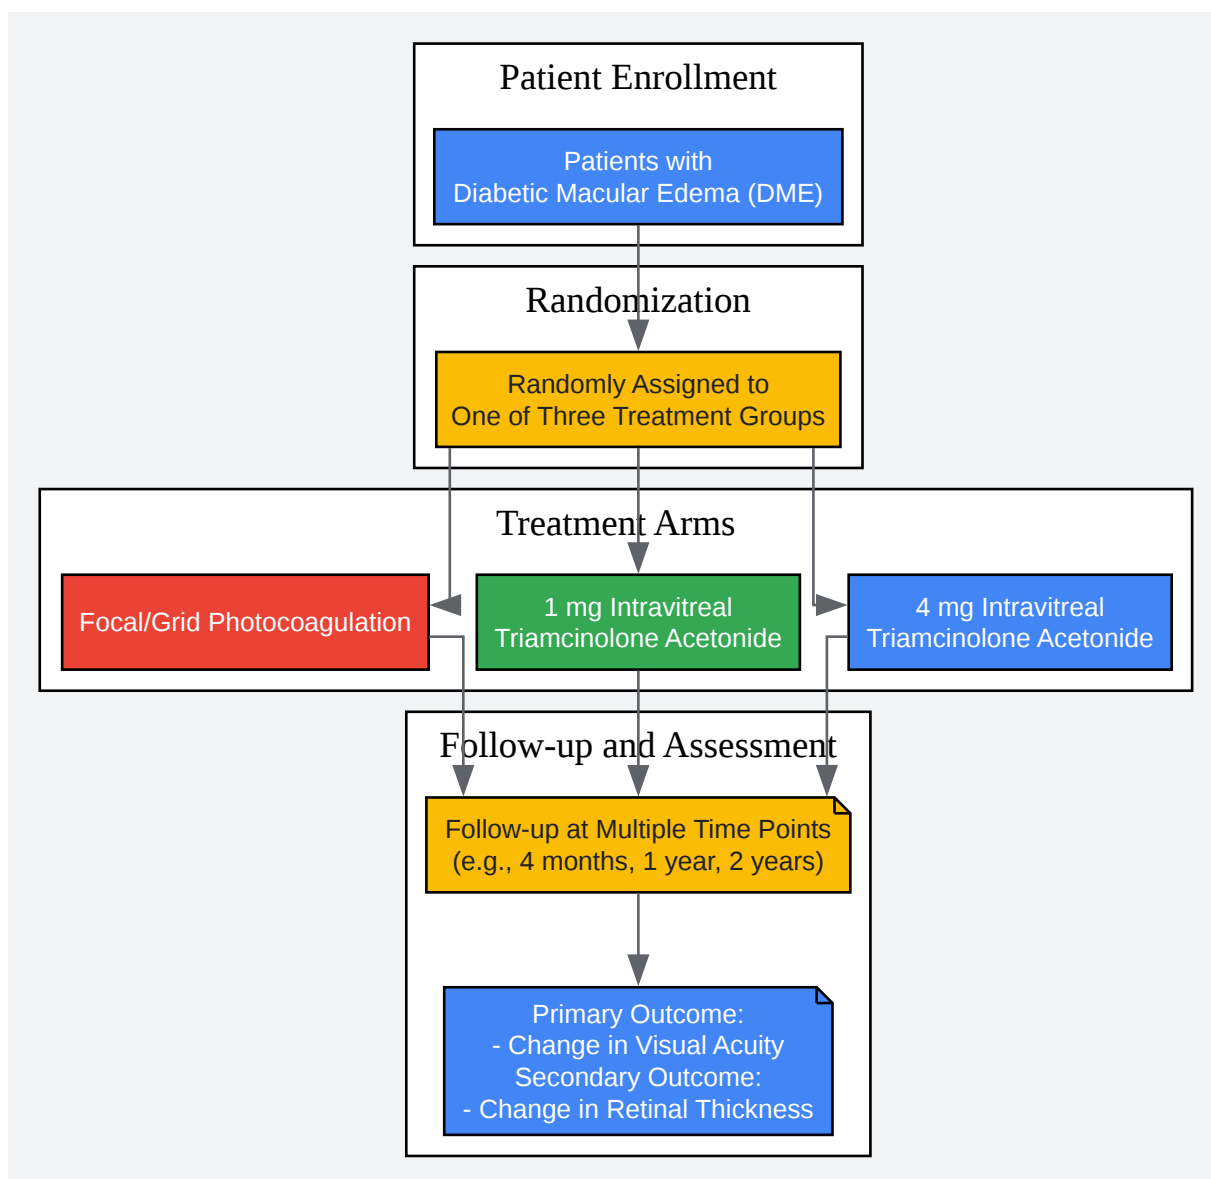 Patient Enrollment
Patients with
Diabetic Macular Edema (DME)
Randomization
Randomly Assigned to
One of Three Treatment Groups
Treatment Arms
Focal/Grid Photocoagulation
1 mg Intravitreal
Triamcinolone Acetonide
4 mg Intravitreal
Triamcinolone Acetonide
Follow-up and Assessment
Follow-up at Multiple Time Points
(e.g., 4 months, 1 year, 2 years)
Primary Outcome:
- Change in Visual Acuity
Secondary Outcome:
- Change in Retinal Thickness